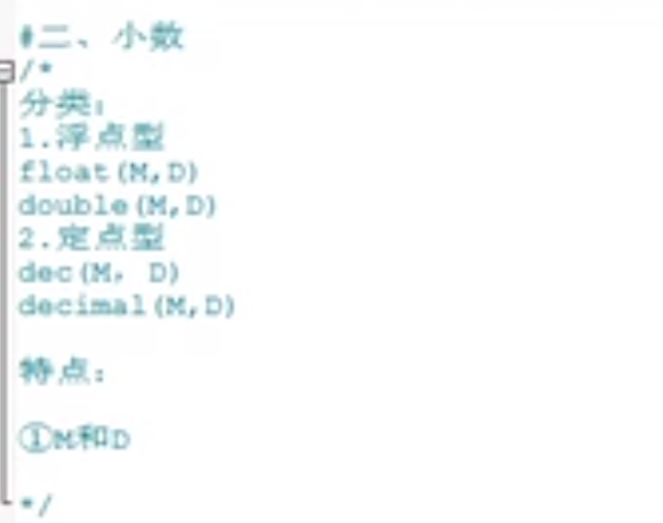 #二、小数
/*
分类:
1.浮点型
float(M,D)
double(M,D)
2.定点型
dec(M，D)
decimal(M,D)
特点:
①M和D
*/